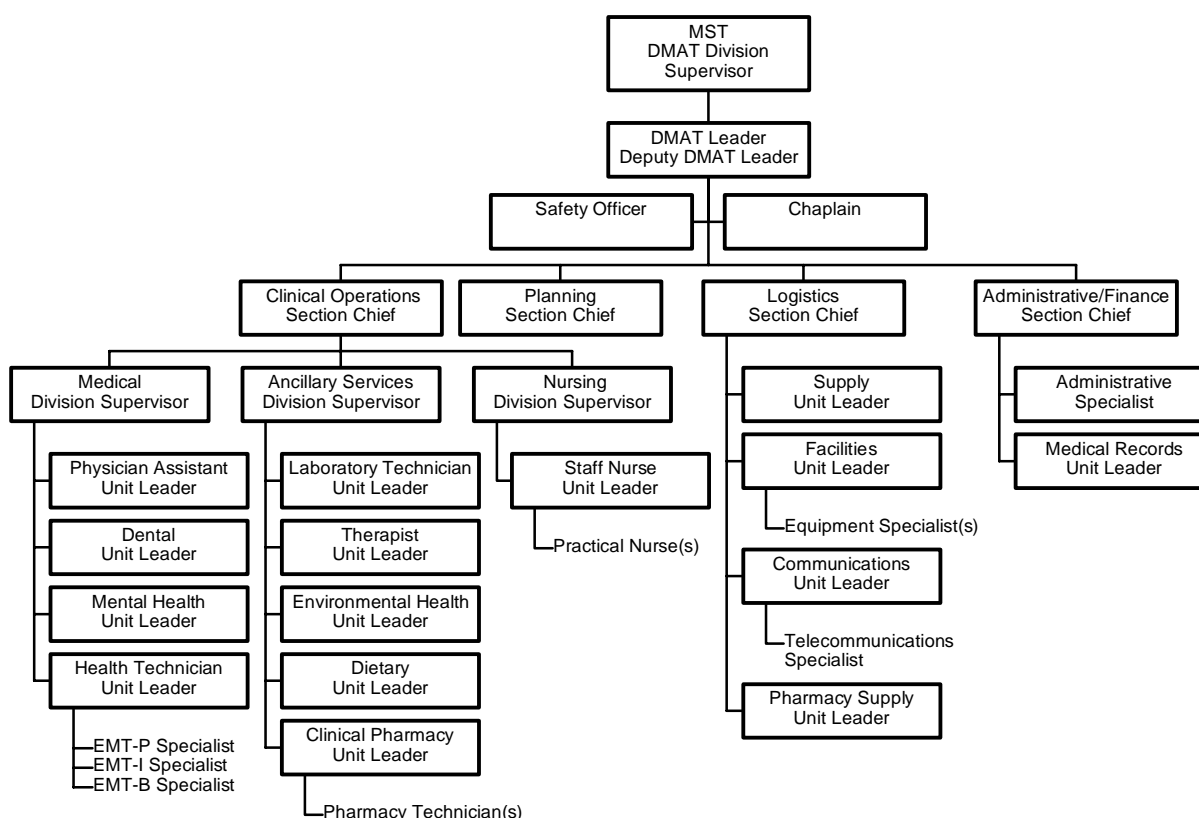 MST
DMAT Division
Supervisor
DMAT Leader
Deputy DMAT Leader
Safety Officer
Chaplain
Clinical Operations
Section Chief
Planning
Section Chief
Logistics
Section Chief
Administrative/Finance
Section Chief
Medical
Division Supervisor
Ancillary Services
Division Supervisor
Nursing
Division Supervisor
Supply
Unit Leader
Administrative
Specialist
Physician Assistant
Unit Leader
Laboratory Technician
Unit Leader
Staff Nurse
Unit Leader
Facilities
Unit Leader
Medical Records
Unit Leader
Dental
Unit Leader
Therapist
Unit Leader
Practical Nurse(s)
Equipment Specialist(s)
Mental Health
Unit Leader
Environmental Health
Unit Leader
Communications
Unit Leader
Health Technician
Unit Leader
Dietary
Unit Leader
Telecommunications
Specialist
Clinical Pharmacy
Unit Leader
Pharmacy Supply
Unit Leader
EMT-P Specialist
EMT-I Specialist
EMT-B Specialist
Pharmacy Technician(s)